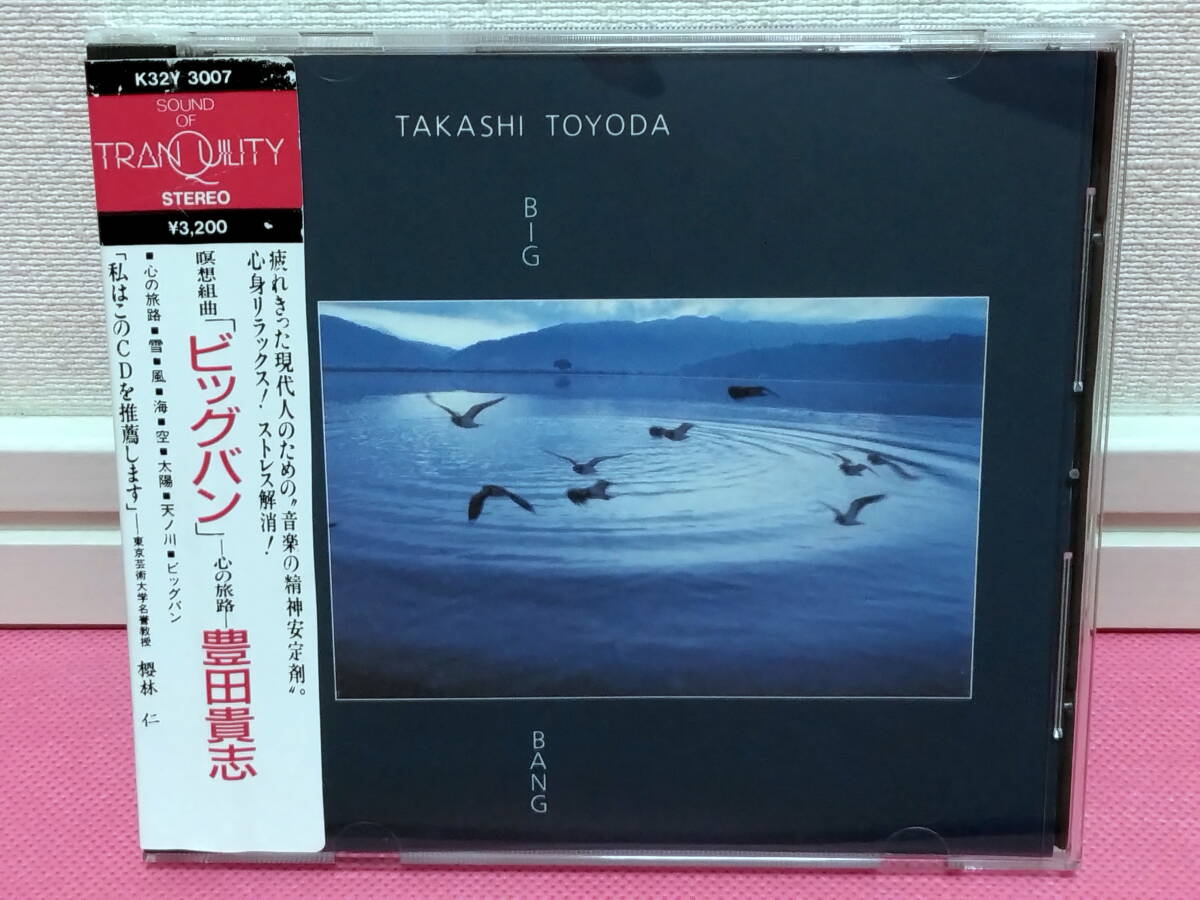 K32Y 3007
SOUND
OF
TRANQUILITY
STEREO
¥3,200
疲れきった現代人のための〝音楽の精神安定剤〟。
心身リラックス！ ストレス解消！
瞑想組曲「ビッグバン」―心の旅路― 豊田貴志
■心の旅路■雪■風■海■空■太陽■天ノ川■ビッグバン
「私はこのCDを推薦します」―東京芸術大学名誉教授 櫻林 仁
TAKASHI TOYODA
BIG
BANG